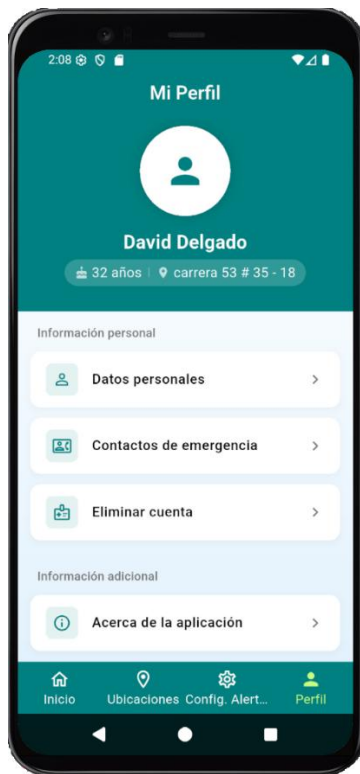 2:08
Mi Perfil
David Delgado
32 años | carrera 53 # 35 - 18
Información personal
Datos personales
Contactos de emergencia
Eliminar cuenta
Información adicional
Acerca de la aplicación
Inicio Ubicaciones Config. Alert... Perfil